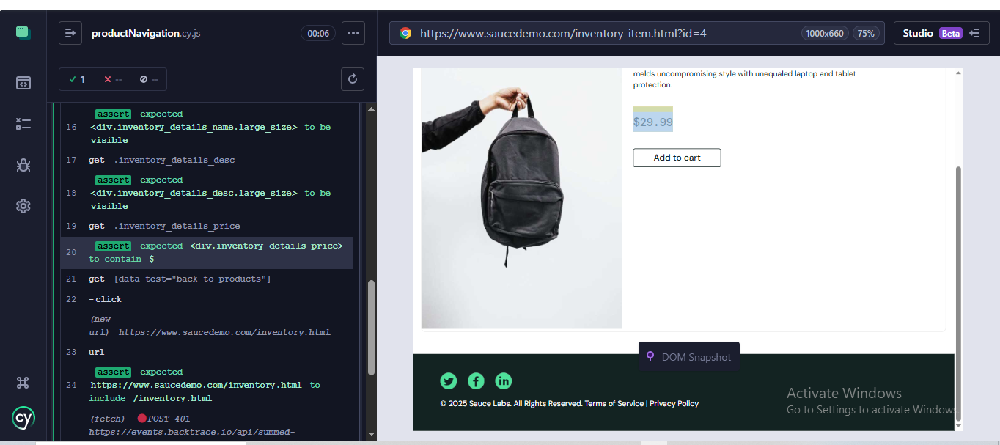 productNavigation.cy.js
00:06
https://www.saucedemo.com/inventory-item.html?id=4
1000x660
75%
Studio Beta
1
--
--
-assert expected
16 <div.inventory_details_name.large_size> to be
visible
17 get .inventory_details_desc
-assert expected
18 <div.inventory_details_desc.large_size> to be
visible
19 get .inventory_details_price
-assert expected <div.inventory_details_price>
20
to contain $
21 get [data-test="back-to-products"]
22 -click
(new
url) https://www.saucedemo.com/inventory.html
23 url
-assert expected
24 https://www.saucedemo.com/inventory.html to
include /inventory.html
(fetch) POST 401
https://events.backtrace.io/api/summed-
cy
melds uncompromising style with unequaled laptop and tablet
protection.
$29.99
Add to cart
DOM Snapshot
© 2025 Sauce Labs. All Rights Reserved. Terms of Service | Privacy Policy
Activate Windows
Go to Settings to activate Windows